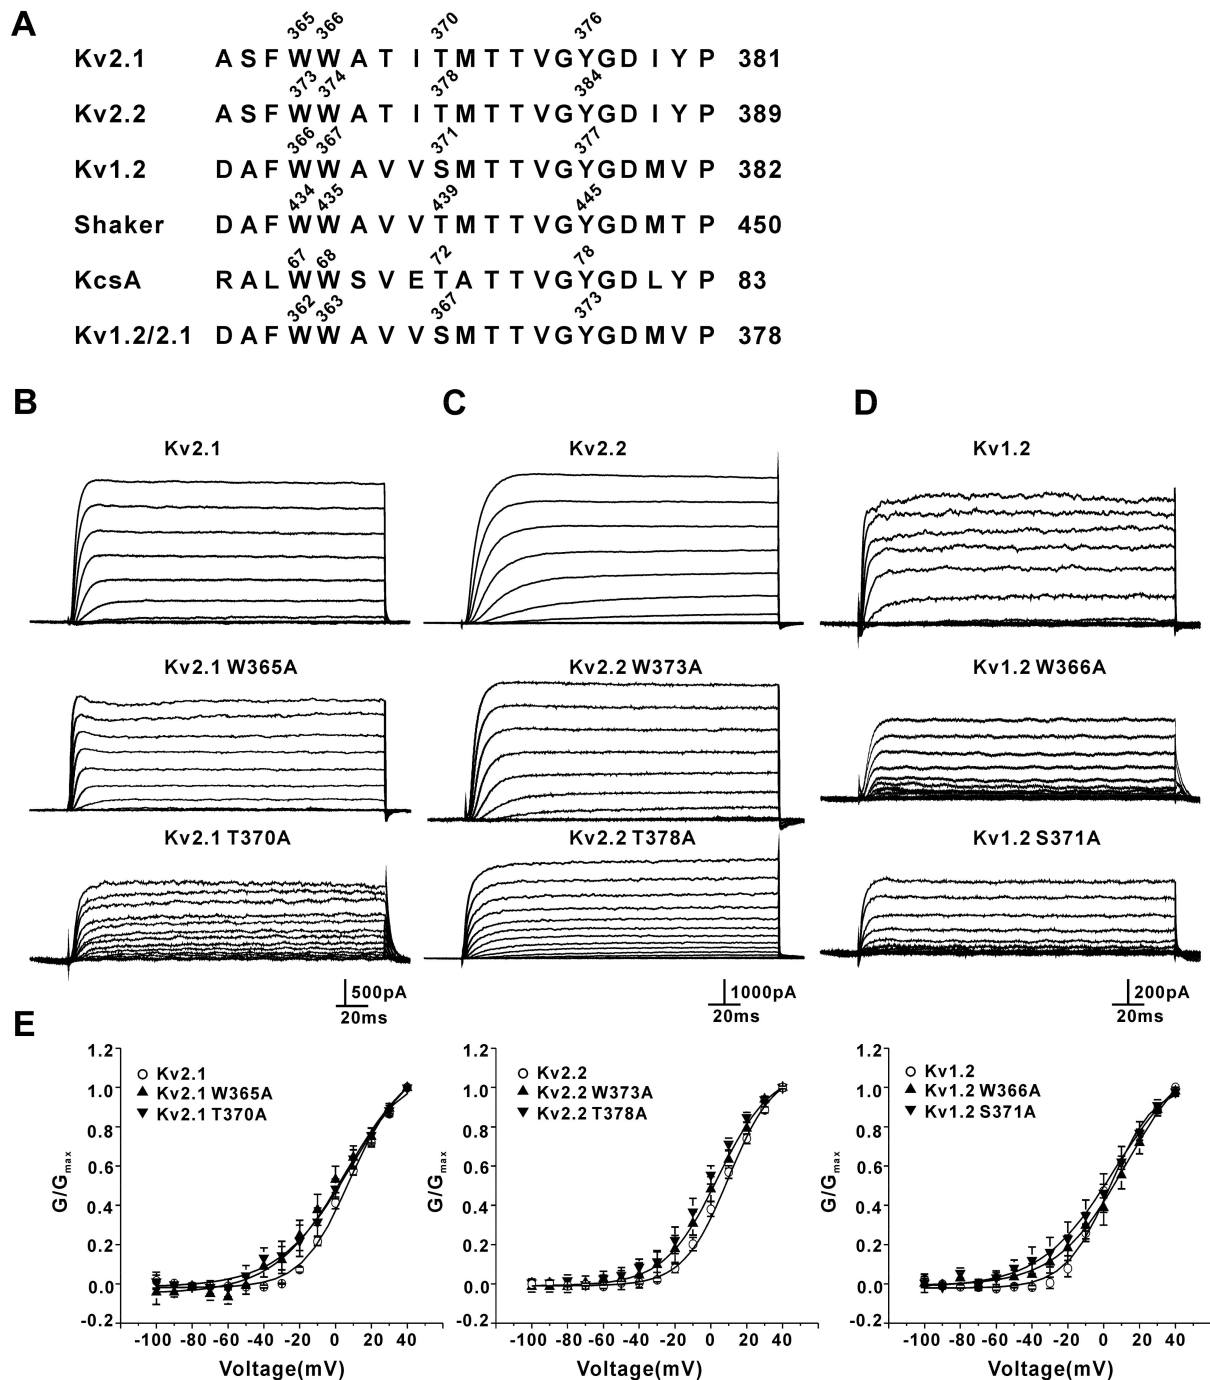 A
365 366 370 376
Kv2.1 A S F W W A T I T M T T V G Y G D I Y P 381
373 374 378 384
Kv2.2 A S F W W A T I T M T T V G Y G D I Y P 389
366 367 371 377
Kv1.2 D A F W W A V V S M T T V G Y G D M V P 382
434 435 439 445
Shaker D A F W W A V V T M T T V G Y G D M T P 450
67 68 72 78
KcsA R A L W W S V E T A T T V G Y G D L Y P 83
362 363 367 373
Kv1.2/2.1 D A F W W A V V S M T T V G Y G D M V P 378
B C D
Kv2.1 Kv2.2 Kv1.2
Kv2.1 W365A Kv2.2 W373A Kv1.2 W366A
Kv2.1 T370A Kv2.2 T378A Kv1.2 S371A
500pA 1000pA 200pA
20ms 20ms 20ms
E
1.2
1.0
0.8
0.6
0.4
0.2
0.0
-0.2
G/Gmax
Kv2.1
Kv2.1 W365A
Kv2.1 T370A
-100 -80 -60 -40 -20 0 20 40
Voltage(mV)
1.2
1.0
0.8
0.6
0.4
0.2
0.0
-0.2
G/Gmax
Kv2.2
Kv2.2 W373A
Kv2.2 T378A
-100 -80 -60 -40 -20 0 20 40
Voltage(mV)
1.2
1.0
0.8
0.6
0.4
0.2
0.0
-0.2
G/Gmax
Kv1.2
Kv1.2 W366A
Kv1.2 S371A
-100 -80 -60 -40 -20 0 20 40
Voltage(mV)